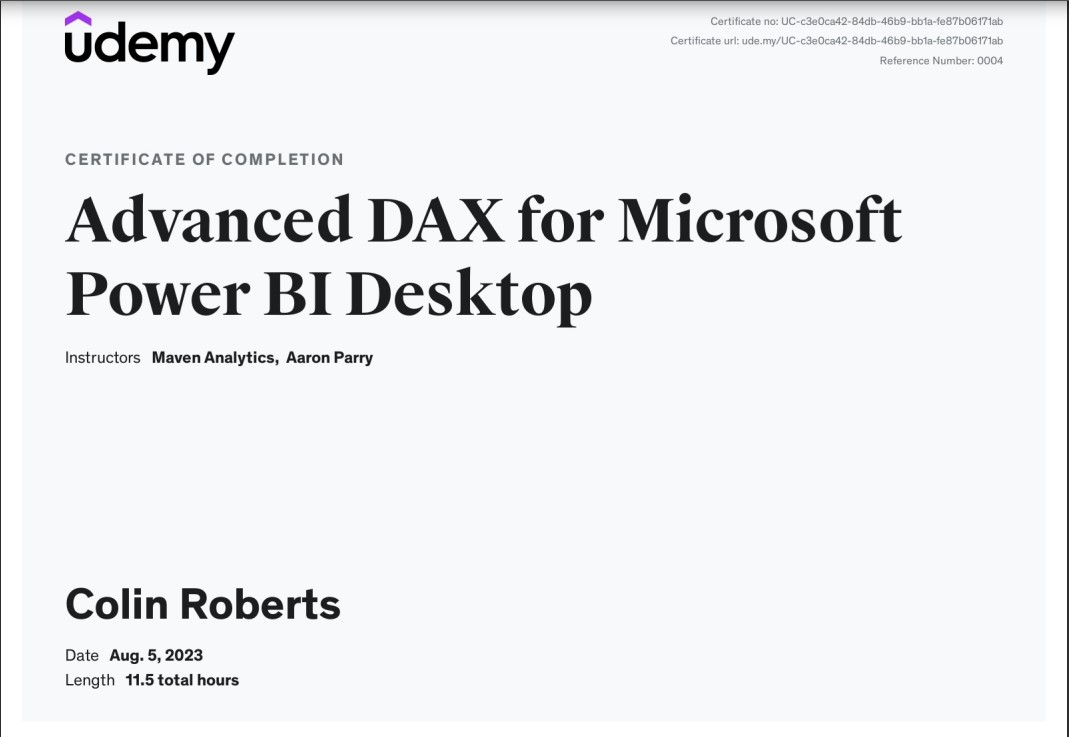 udemy
Certificate no: UC-c3e0ca42-84db-46b9-bb1a-fe87b06171ab
Certificate url: ude.my/UC-c3e0ca42-84db-46b9-bb1a-fe87b06171ab
Reference Number: 0004
CERTIFICATE OF COMPLETION
Advanced DAX for Microsoft
Power BI Desktop
Instructors Maven Analytics, Aaron Parry
Colin Roberts
Date Aug. 5, 2023
Length 11.5 total hours